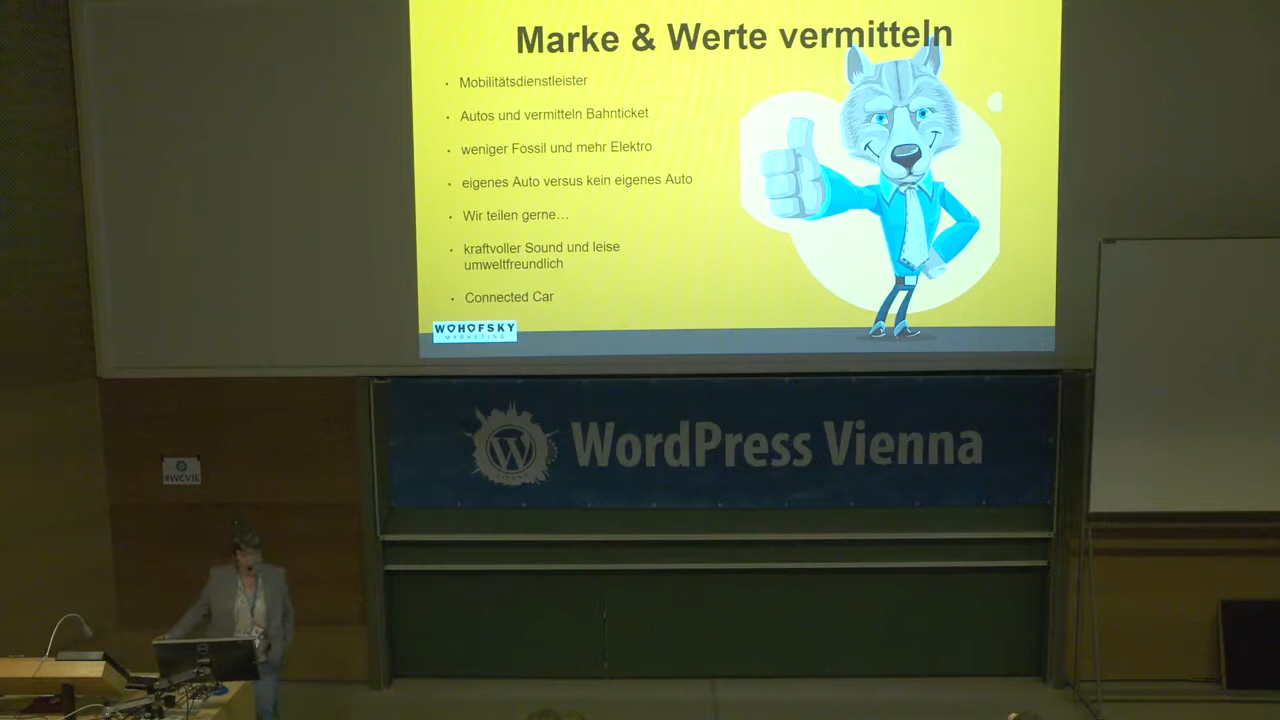 Marke & Werte vermitteln
• Mobilitätsdienstleister
• Autos und vermitteln Bahnticket
• weniger Fossil und mehr Elektro
• eigenes Auto versus kein eigenes Auto
• Wir teilen gerne…
• kraftvoller Sound und leise
umweltfreundlich
• Connected Car
WOHOFSKY
MARKETING
WordPress Vienna